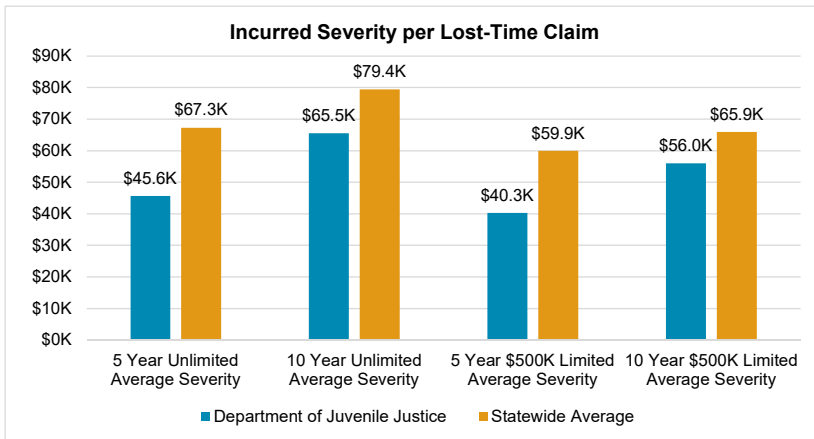 Incurred Severity per Lost-Time Claim
$90K
$80K
$70K
$60K
$50K
$40K
$30K
$20K
$10K
$0K
$45.6K
$67.3K
$65.5K
$79.4K
$40.3K
$59.9K
$56.0K
$65.9K
5 Year Unlimited
Average Severity
10 Year Unlimited
Average Severity
5 Year $500K Limited
Average Severity
10 Year $500K Limited
Average Severity
Department of Juvenile Justice
Statewide Average